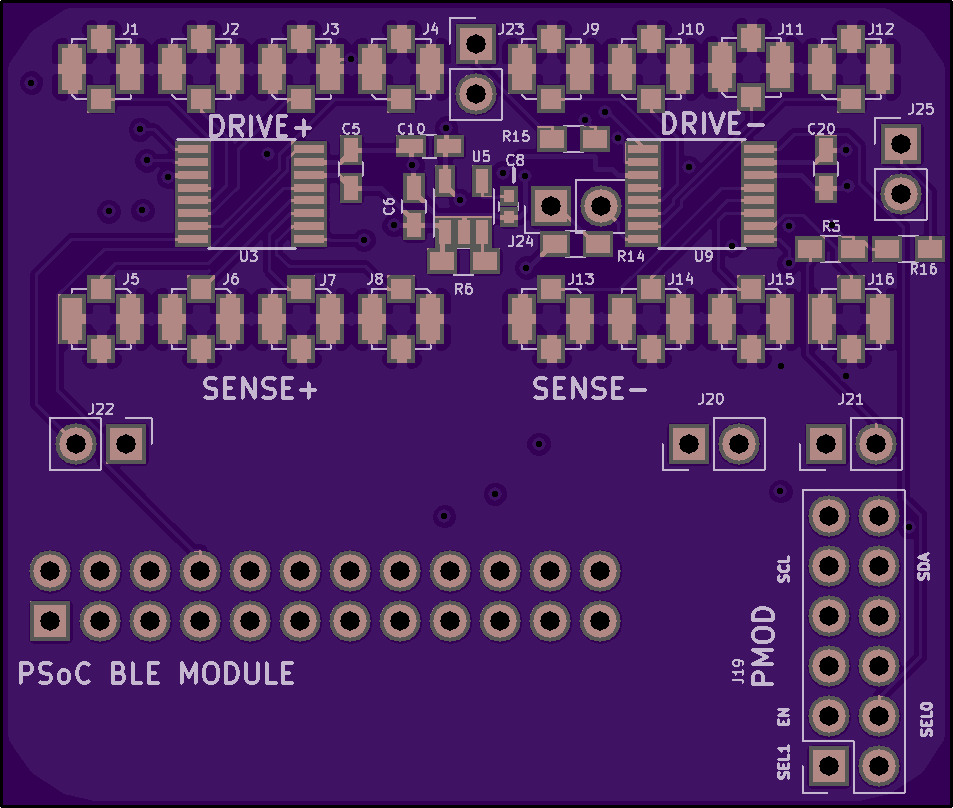 J1 J2 J3 J4 J23 J9 J10 J11 J12
DRIVE+ C5 C10 R15 DRIVE- C20 J25
U5 C8
C6
U3 J24 R14 U9 R3 R16
R6
J5 J6 J7 J8 J13 J14 J15 J16
SENSE+ SENSE-
J22 J20 J21
SCL SDA
PSoC BLE MODULE J19 PMOD
EN SEL0
SEL1